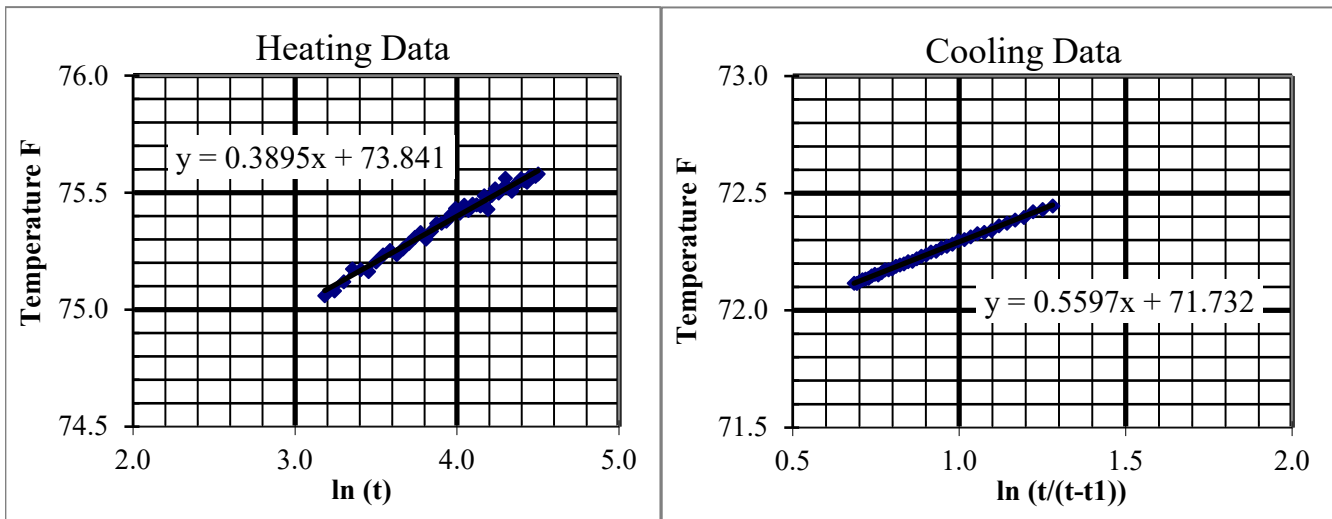 Heating Data
76.0
75.5
75.0
74.5
Temperature F
y = 0.3895x + 73.841
2.0 3.0 4.0 5.0
ln (t)
Cooling Data
73.0
72.5
72.0
71.5
Temperature F
y = 0.5597x + 71.732
0.5 1.0 1.5 2.0
ln (t/(t-t1))